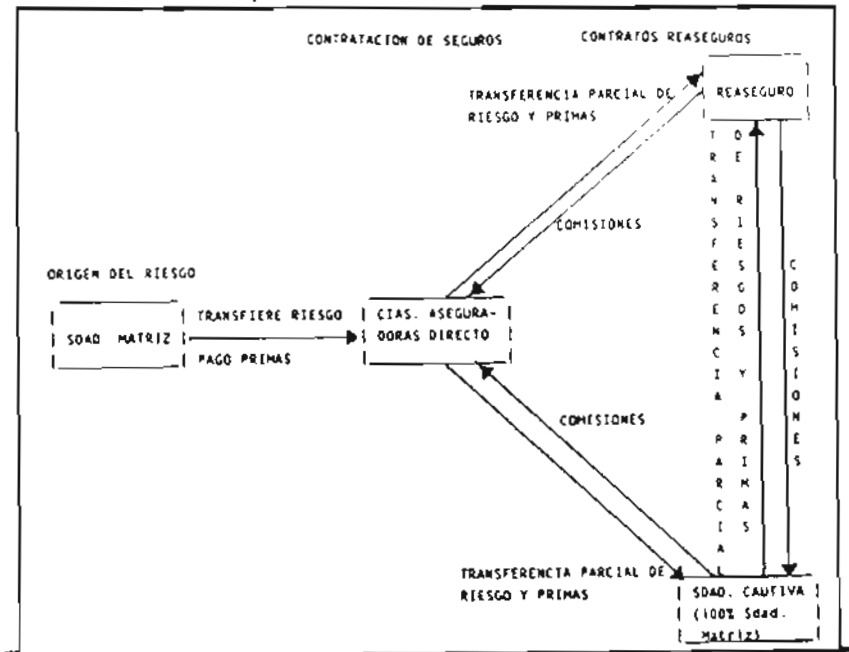 CONTRATACION DE SEGUROS
CONTRATOS REASEGUROS
REASEGURO
TRANSFERENCIA PARCIAL DE
RIESGO Y PRIMAS
COMISIONES
TRANSFERENCIA PARCIAL
DE RIESGOS Y PRIMAS
COMISIONES
ORIGEN DEL RIESGO
SDAD MATRIZ
TRANSFIERE RIESGO
PAGO PRIMAS
CIAS. ASEGURA-
DORAS DIRECTO
COMESIONES
TRANSFERENCTA PARCIAL DE
RIESGO Y PRIMAS
SDAD. CAUTIVA
(100% Sdad.
Matriz)